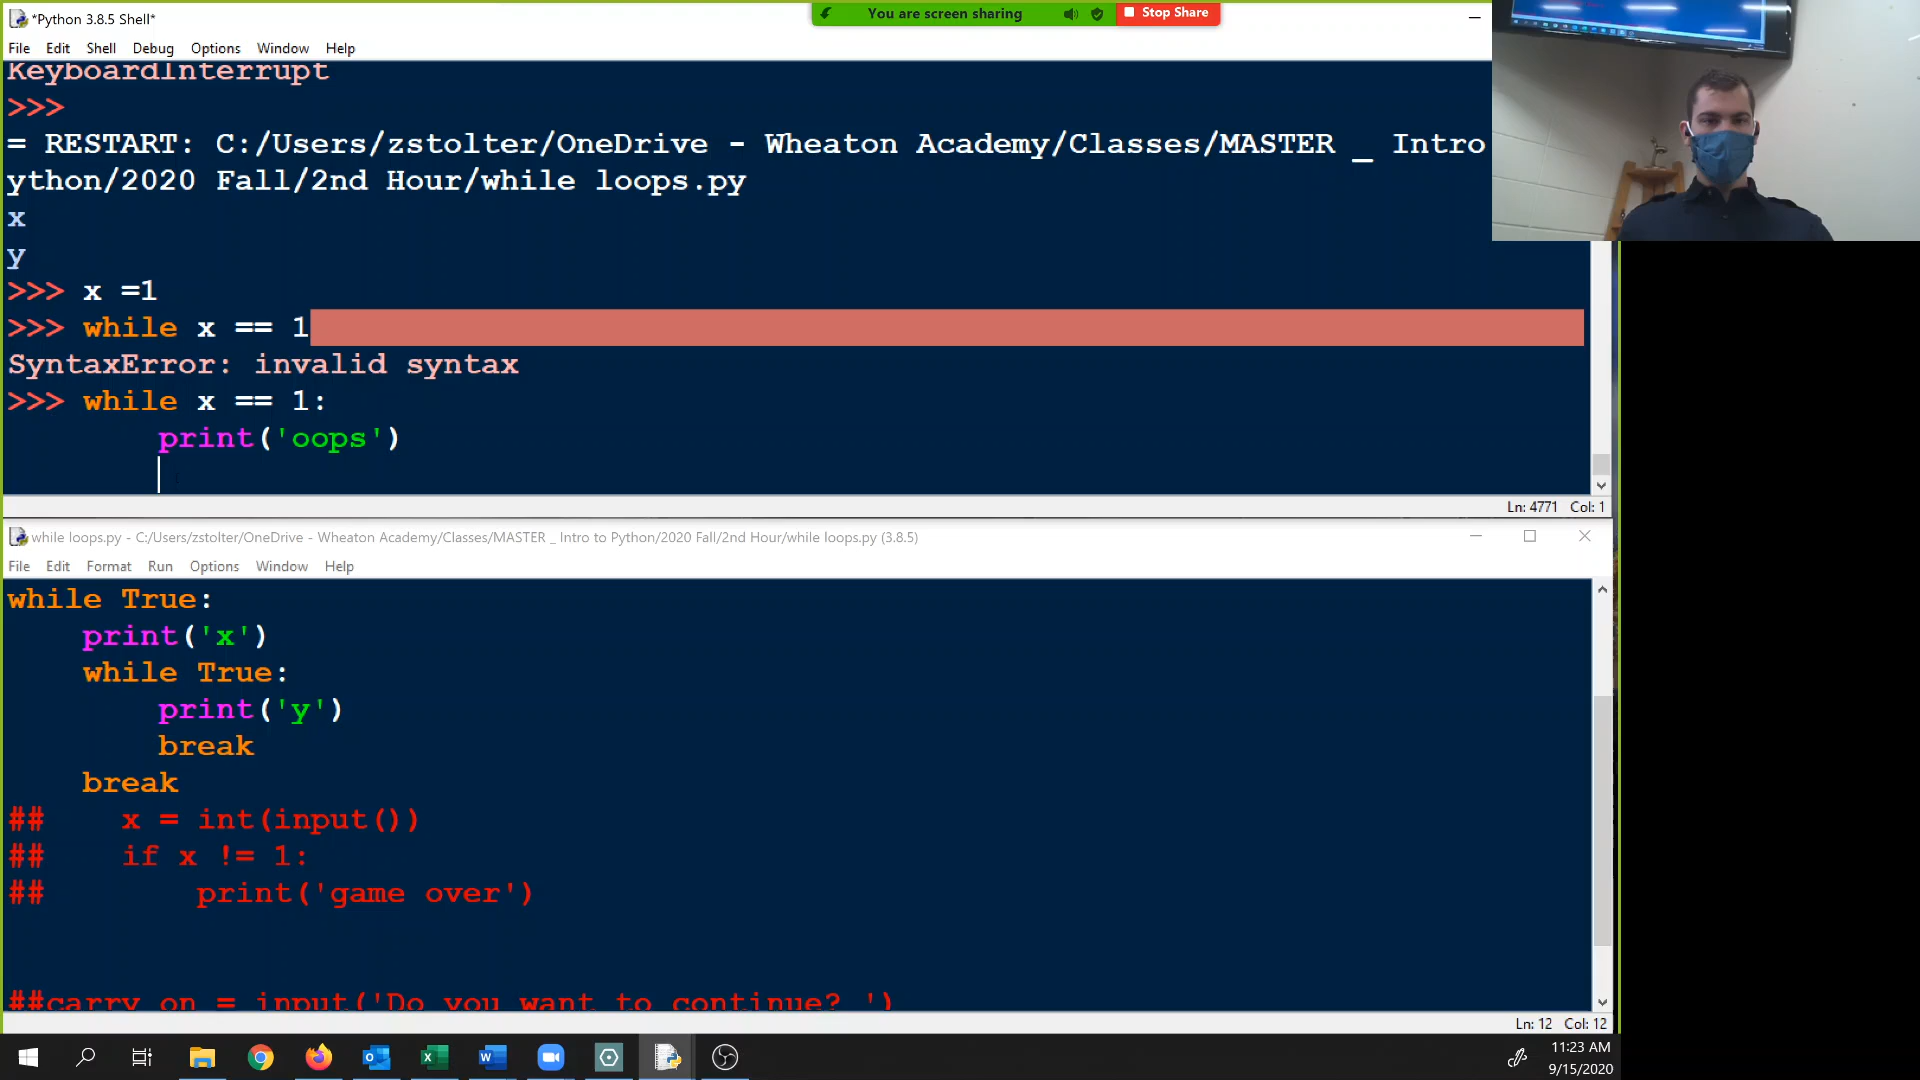 *Python 3.8.5 Shell*
You are screen sharing
Stop Share
File Edit Shell Debug Options Window Help
KeyboardInterrupt
>>>
= RESTART: C:/Users/zstolter/OneDrive - Wheaton Academy/Classes/MASTER _ Intro
ython/2020 Fall/2nd Hour/while loops.py
x
y
>>> x =1
>>> while x == 1
SyntaxError: invalid syntax
>>> while x == 1:
print('oops')
Ln: 4771 Col: 1
while loops.py - C:/Users/zstolter/OneDrive - Wheaton Academy/Classes/MASTER _ Intro to Python/2020 Fall/2nd Hour/while loops.py (3.8.5)
File Edit Format Run Options Window Help
while True:
print('x')
while True:
print('y')
break
break
## x = int(input())
## if x != 1:
## print('game over')
##carry on = input('Do you want to continue? ')
Ln: 12 Col: 12
11:23 AM
9/15/2020